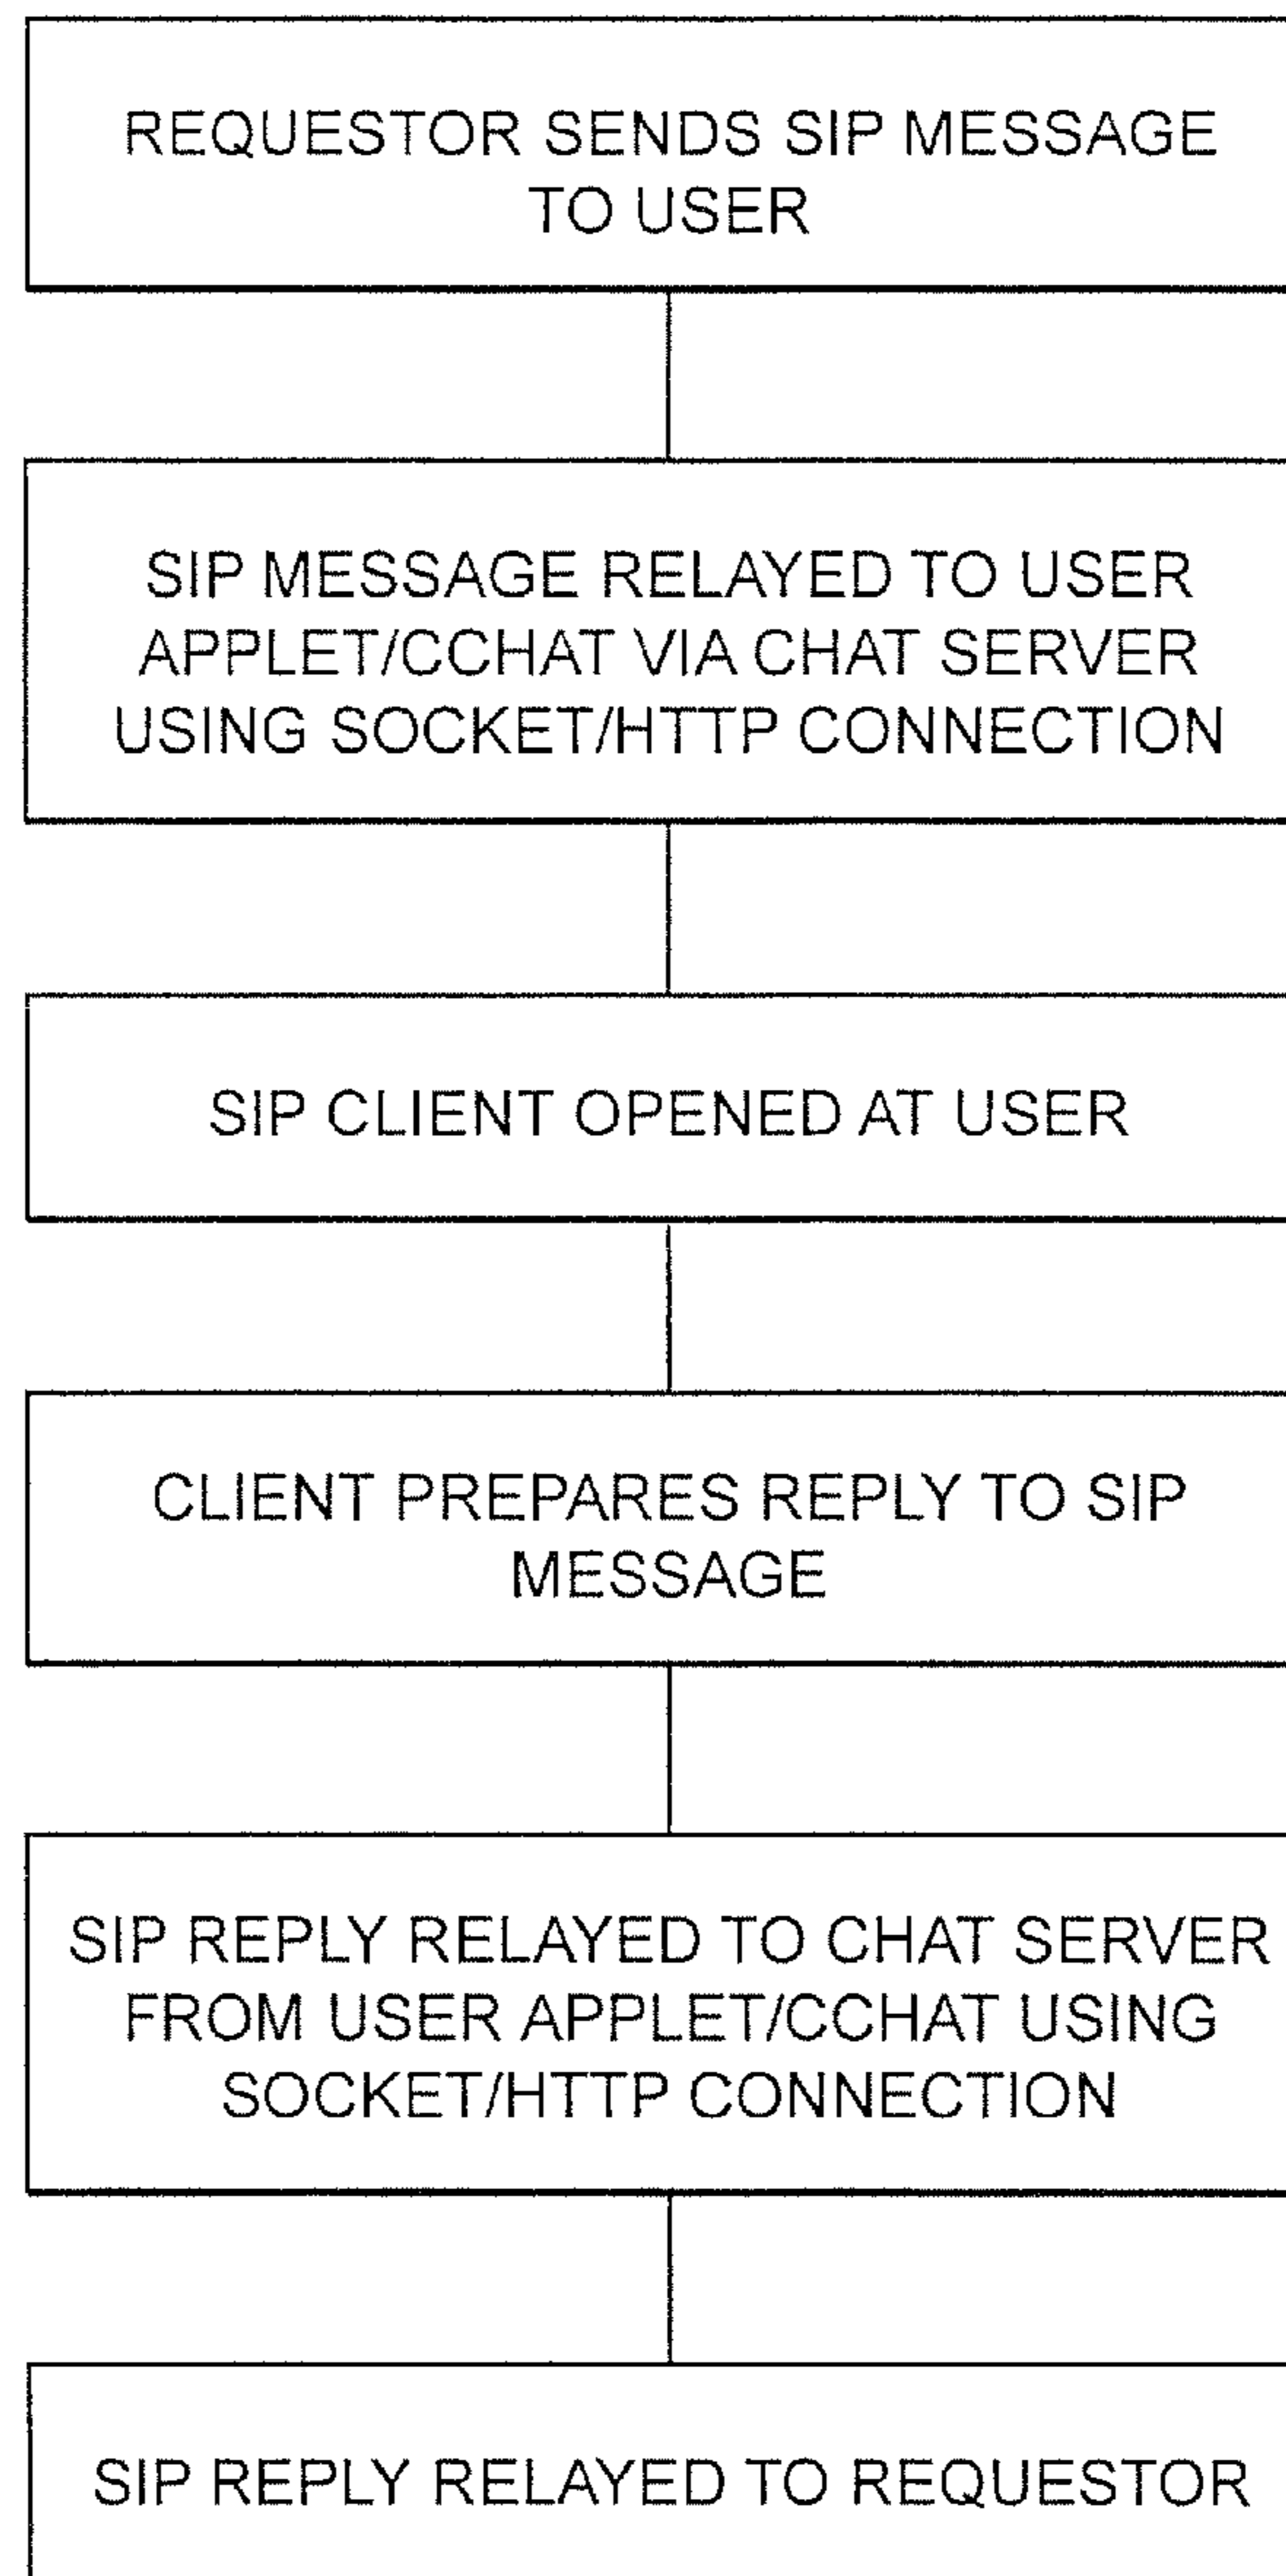 REQUESTOR SENDS SIP MESSAGE
TO USER
SIP MESSAGE RELAYED TO USER
APPLET/CCHAT VIA CHAT SERVER
USING SOCKET/HTTP CONNECTION
SIP CLIENT OPENED AT USER
CLIENT PREPARES REPLY TO SIP
MESSAGE
SIP REPLY RELAYED TO CHAT SERVER
FROM USER APPLET/CCHAT USING
SOCKET/HTTP CONNECTION
SIP REPLY RELAYED TO REQUESTOR